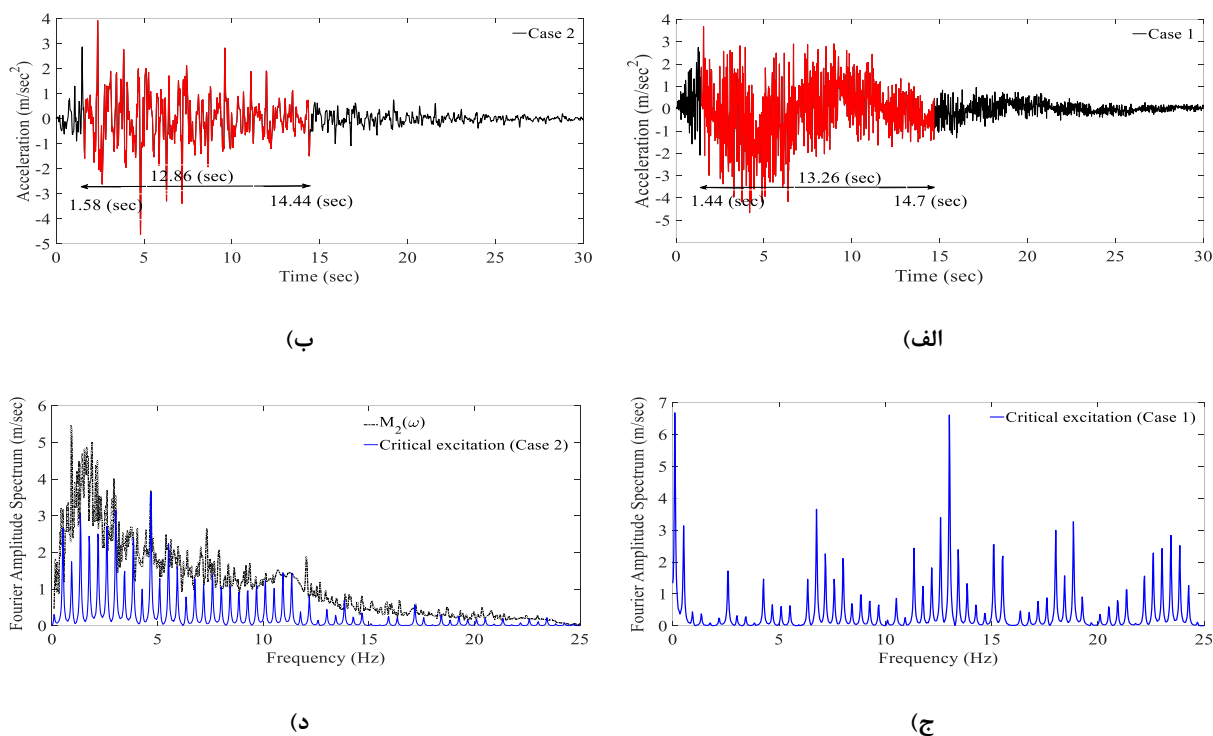 Case 2
Acceleration (m/sec²)
4
3
2
1
0
-1
-2
-3
-4
-5
12.86 (sec)
1.58 (sec)
14.44 (sec)
0 5 10 15 20 25 30
Time (sec)
ب)
Case 1
Acceleration (m/sec²)
4
3
2
1
0
-1
-2
-3
-4
-5
13.26 (sec)
1.44 (sec)
14.7 (sec)
0 5 10 15 20 25 30
Time (sec)
الف)
M₂(ω)
Critical excitation (Case 2)
Fourier Amplitude Spectrum (m/sec)
6
5
4
3
2
1
0
0 5 10 15 20 25
Frequency (Hz)
د)
Critical excitation (Case 1)
Fourier Amplitude Spectrum (m/sec)
7
6
5
4
3
2
1
0
0 5 10 15 20 25
Frequency (Hz)
ج)